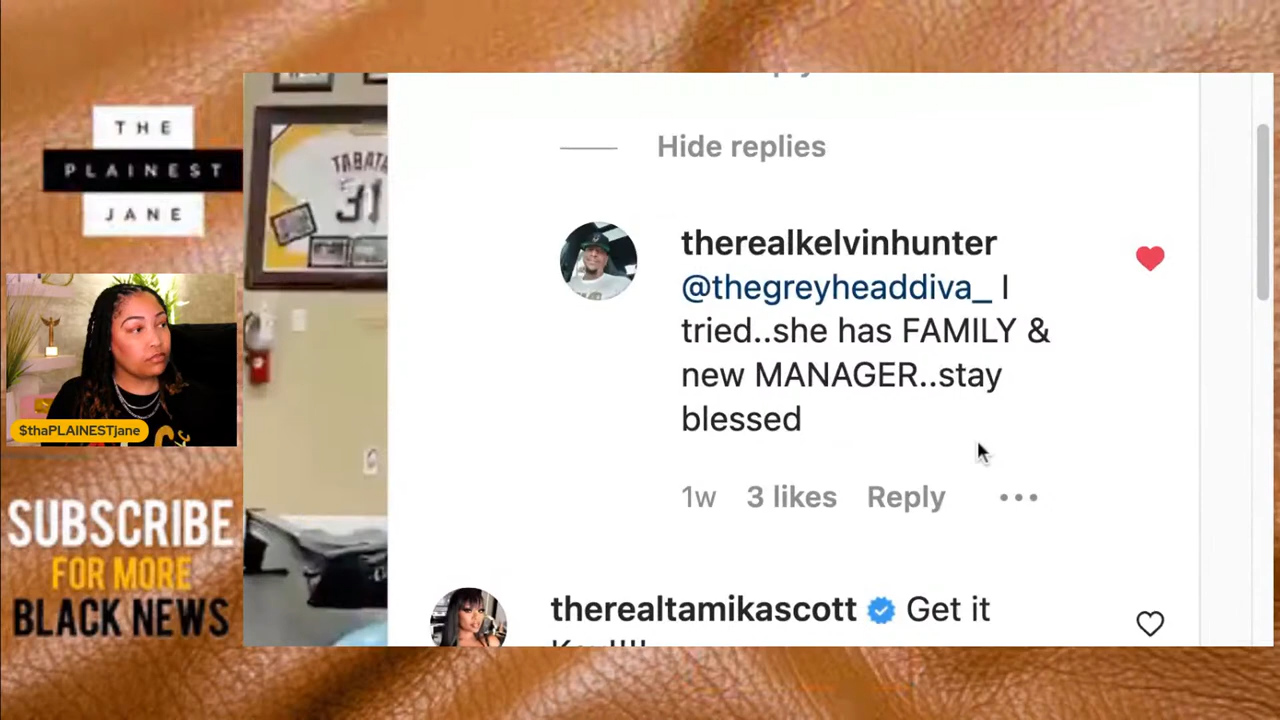 THE
PLAINEST
JANE
$thaPLAINESTjane
SUBSCRIBE
FOR MORE
BLACK NEWS
31
Hide replies
therealkelvinhunter
@thegreyheaddiva_ I
tried..she has FAMILY &
new MANAGER..stay
blessed
1w 3 likes Reply
therealtamikascott Get it